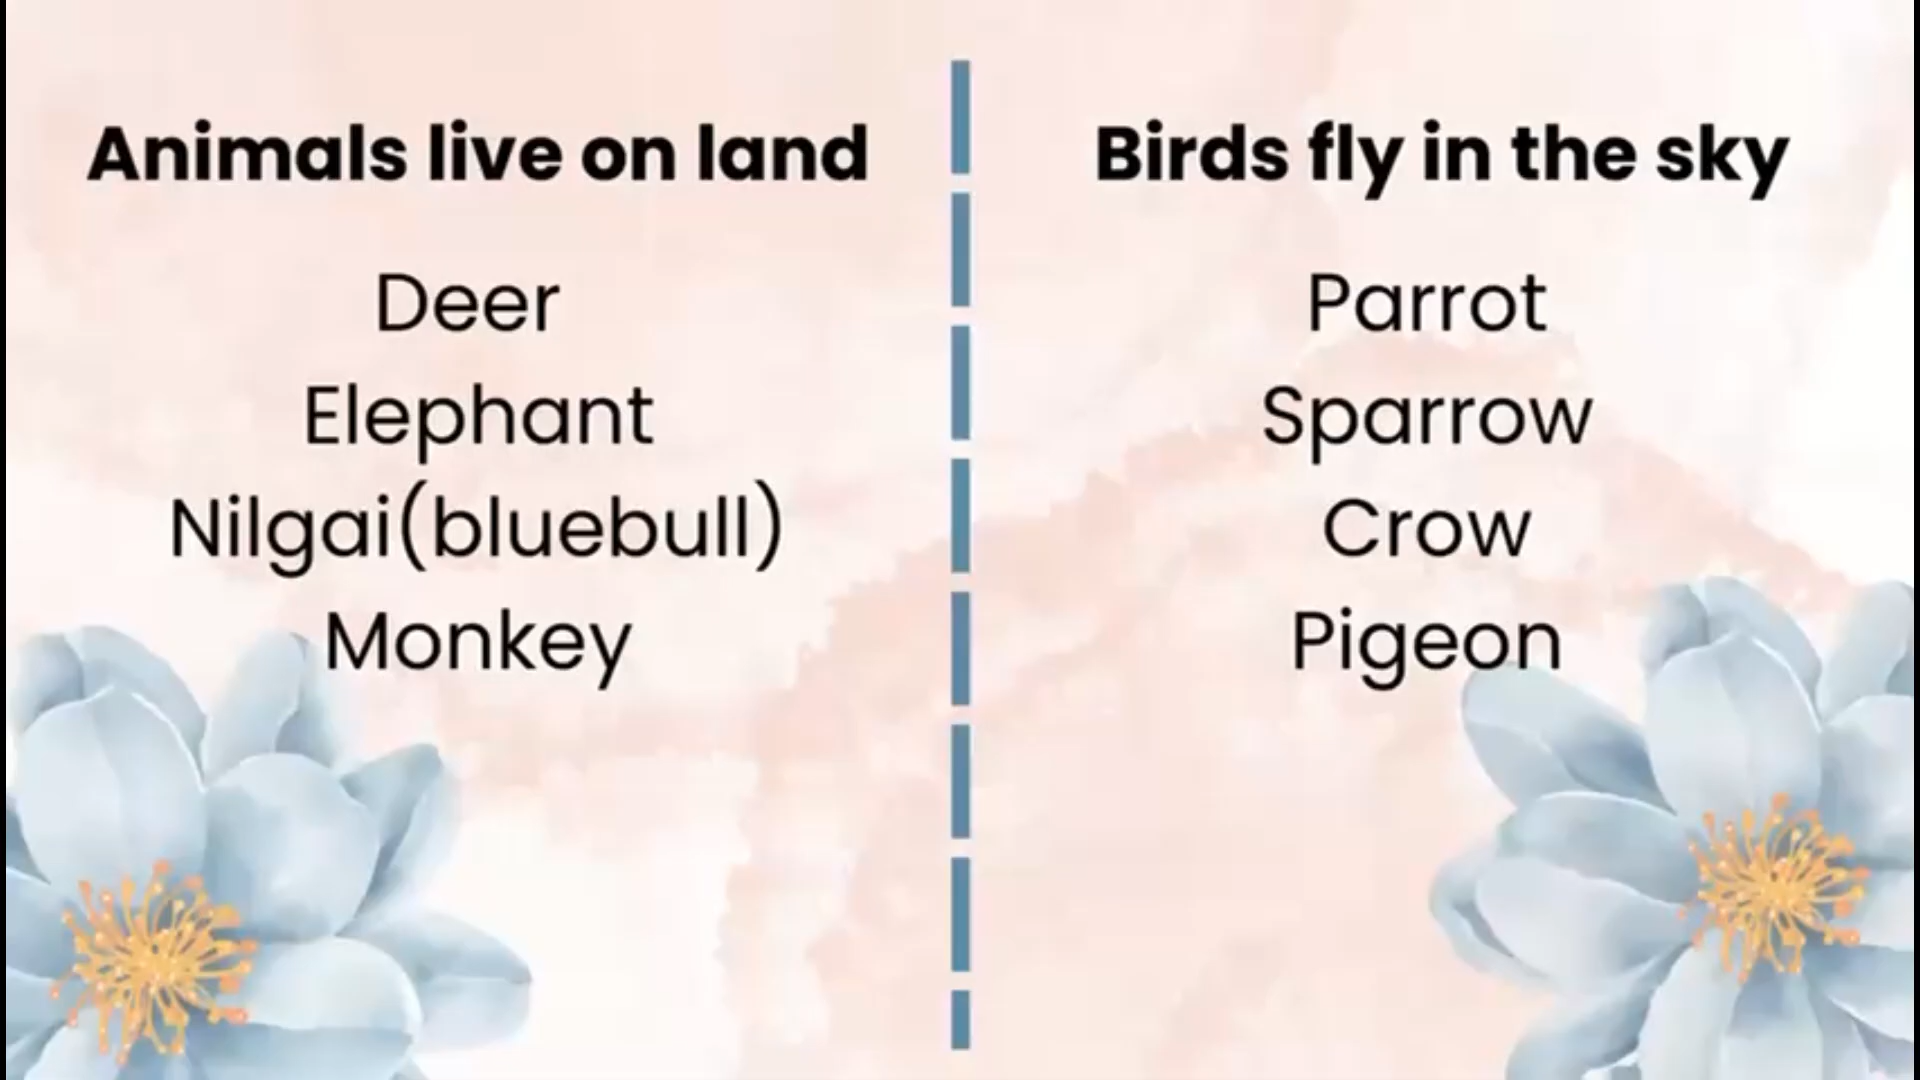 Animals live on land
Deer
Elephant
Nilgai(bluebull)
Monkey
Birds fly in the sky
Parrot
Sparrow
Crow
Pigeon